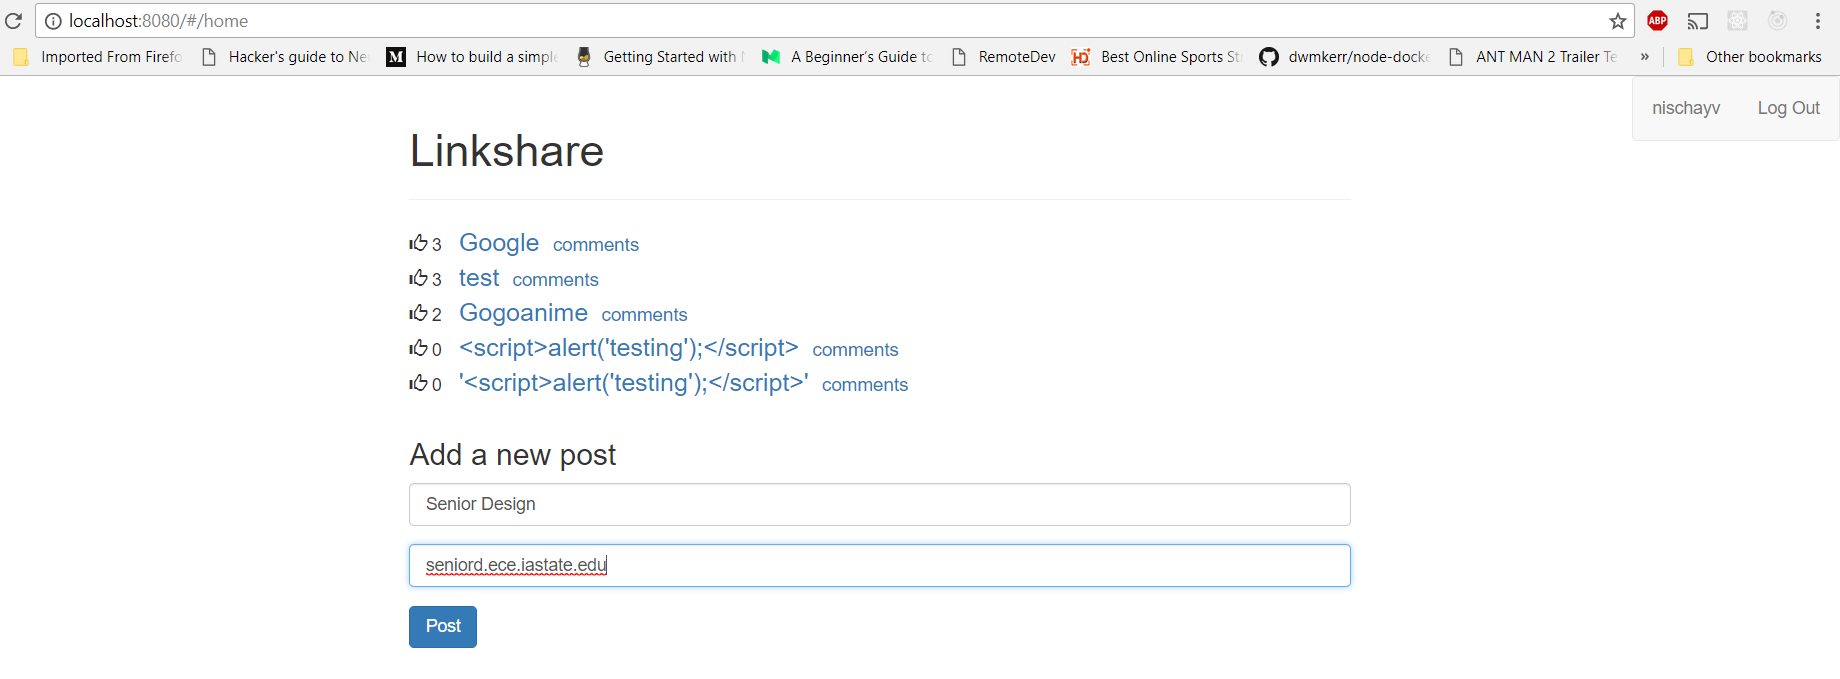 localhost:8080/#/home
ABP
Imported From Firefo
Hacker's guide to Ne
M
How to build a simple
Getting Started with
A Beginner's Guide to
RemoteDev
HD
Best Online Sports St
dwmkerr/node-docke
ANT MAN 2 Trailer Te
»
Other bookmarks
nischayv Log Out
Linkshare
3 Google comments
3 test comments
2 Gogoanime comments
0 <script>alert('testing');</script> comments
0 '<script>alert('testing');</script>' comments
Add a new post
Senior Design
seniord.ece.iastate.edu
Post